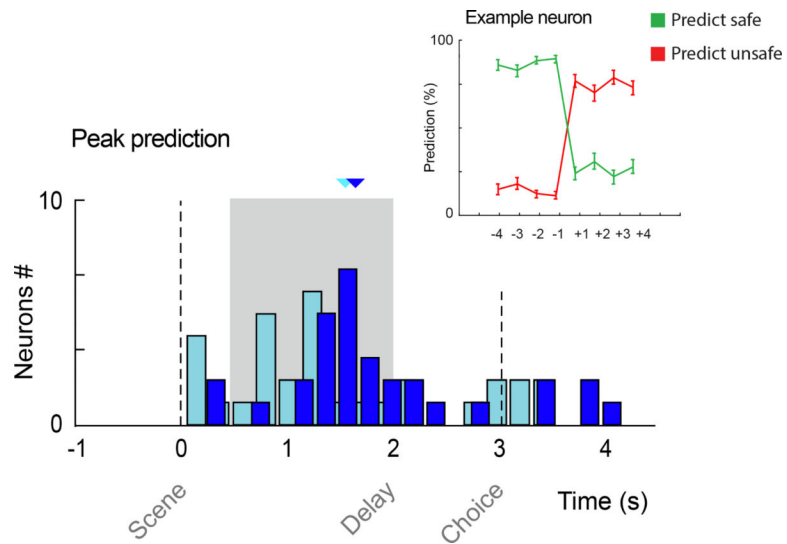 Example neuron
Predict safe
Predict unsafe
100
Prediction (%)
0
-4 -3 -2 -1 +1 +2 +3 +4
Peak prediction
10
Neurons #
0
-1 0 1 2 3 4
Scene Delay Choice Time (s)